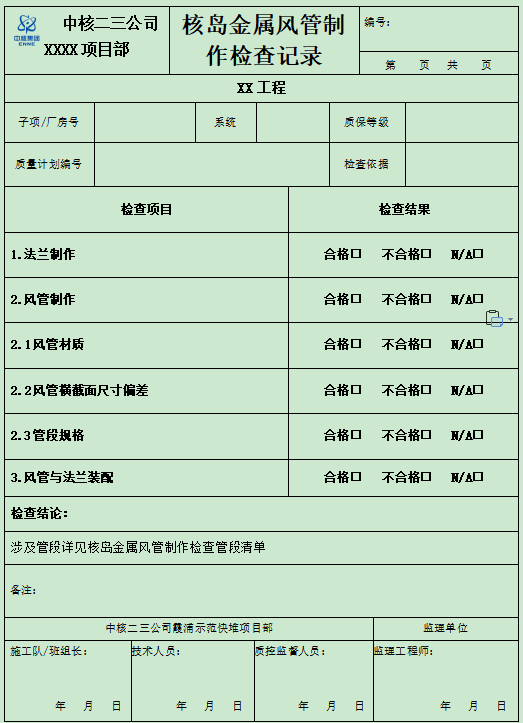 中核集团
CNNC
中核二三公司
XXXX 项目部
核岛金属风管制
作检查记录
编号：
第 页 共 页
XX 工程
子项/厂房号
系统
质保等级
质量计划编号
检查依据
检查项目
检查结果
1.法兰制作
合格□ 不合格□ N/A□
2.风管制作
合格□ 不合格□ N/A□
2.1风管材质
合格□ 不合格□ N/A□
2.2风管横截面尺寸偏差
合格□ 不合格□ N/A□
2.3管段规格
合格□ 不合格□ N/A□
3.风管与法兰装配
合格□ 不合格□ N/A□
检查结论：
涉及管段详见核岛金属风管制作检查管段清单
备注：
中核二三公司霞浦示范快堆项目部
监理单位
施工队/班组长：
技术人员：
质控监督人员：
监理工程师：
年 月 日
年 月 日
年 月 日
年 月 日